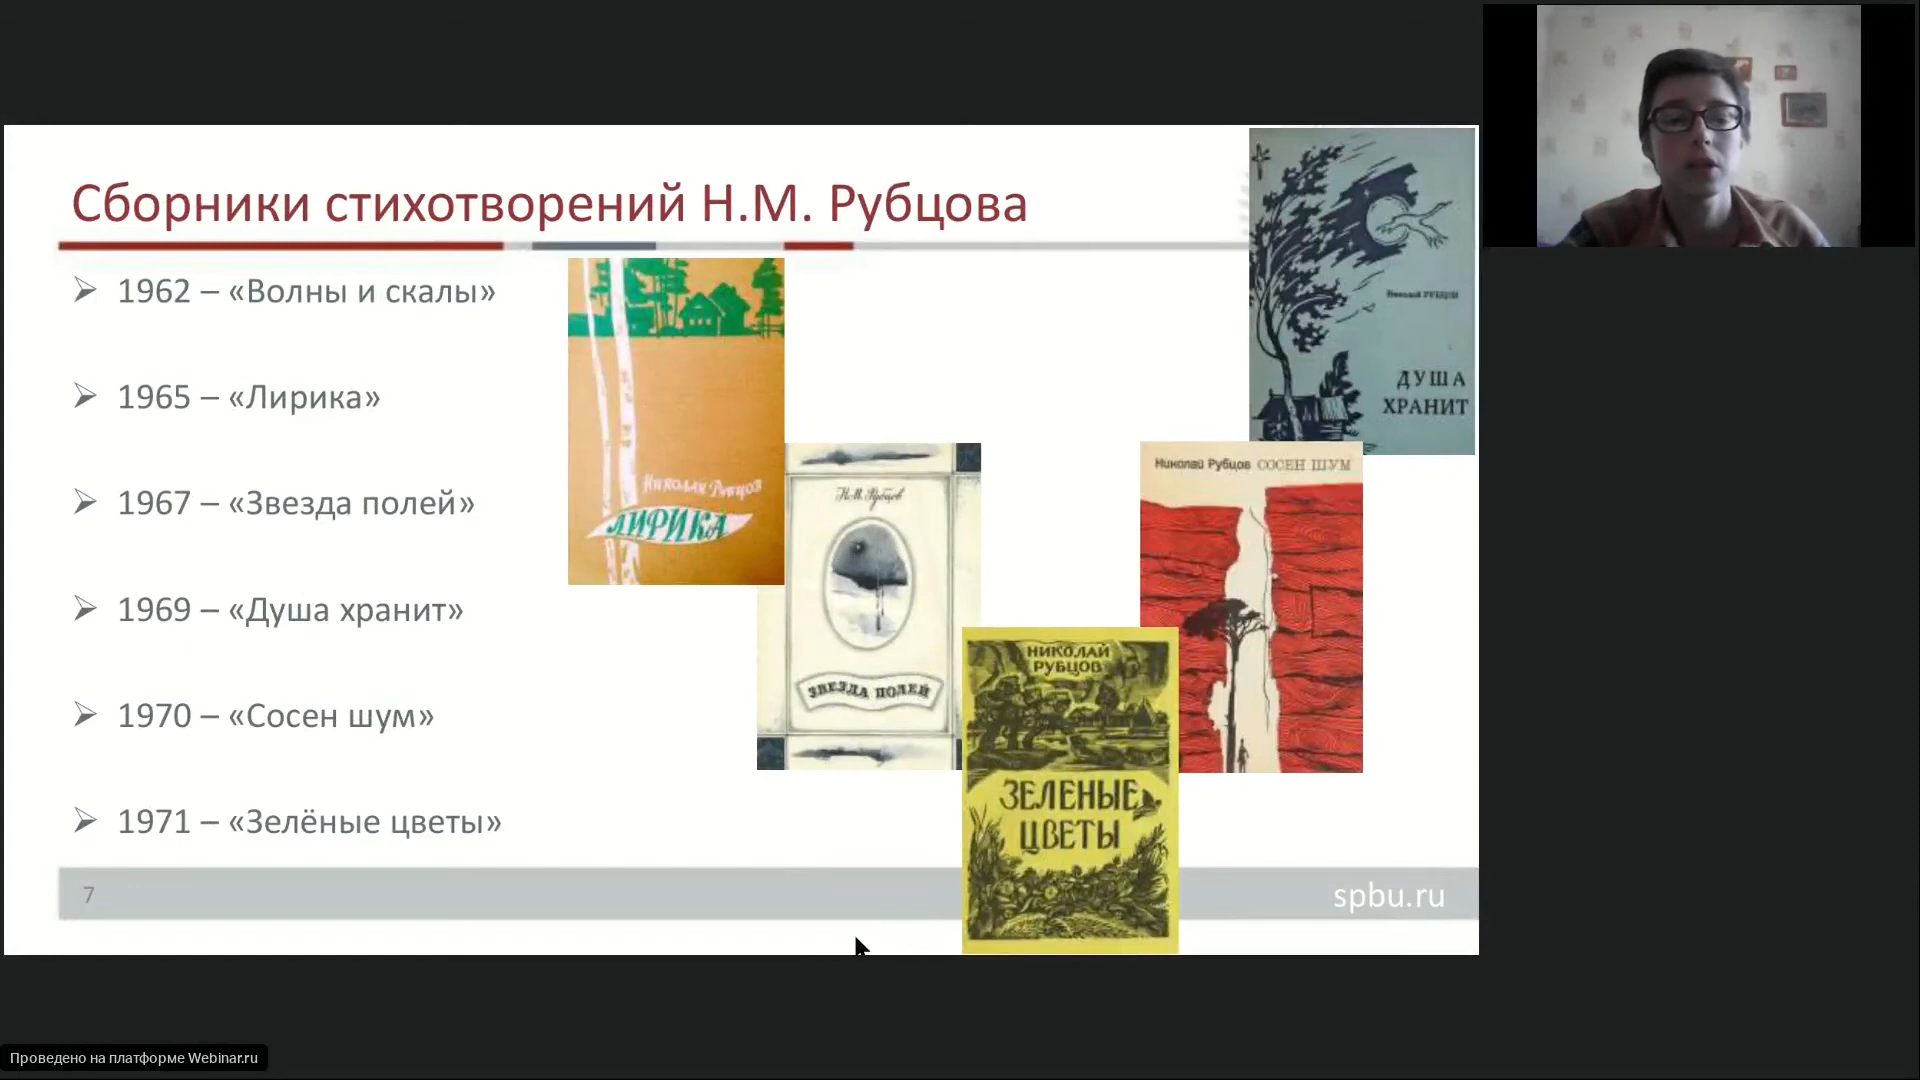 Сборники стихотворений Н.М. Рубцова
1962 – «Волны и скалы»
1965 – «Лирика»
1967 – «Звезда полей»
1969 – «Душа хранит»
1970 – «Сосен шум»
1971 – «Зелёные цветы»
Николай Рубцов
ЛИРИКА
Н.М. Рубцов
ЗВЕЗДА ПОЛЕЙ
НИКОЛАЙ
РУБЦОВ
ЗЕЛЕНЫЕ
ЦВЕТЫ
Николай Рубцов СОСЕН ШУМ
Николай РУБЦОВ
ДУША
ХРАНИТ
7
spbu.ru
Проведено на платформе Webinar.ru